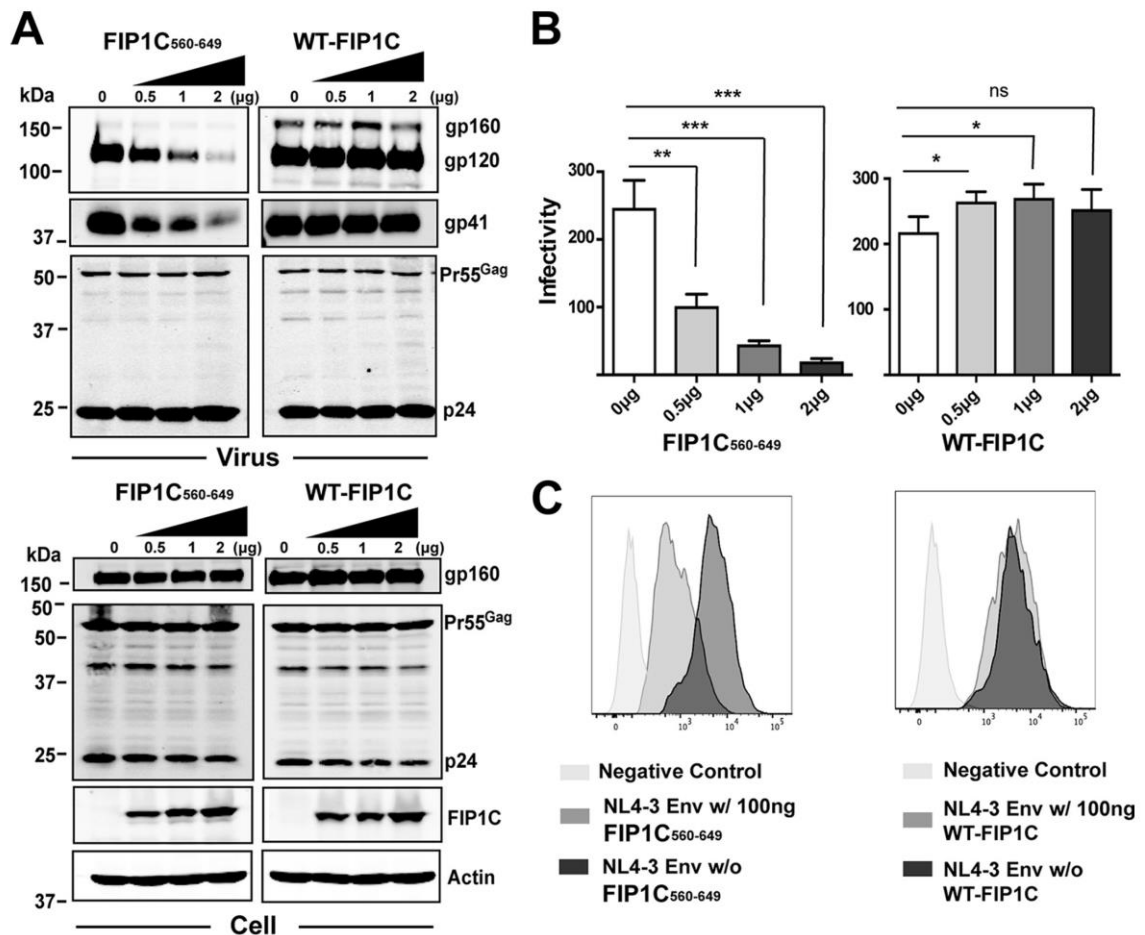 A
FIP1C560-649 WT-FIP1C
kDa 0 0.5 1 2 (µg) 0 0.5 1 2 (µg)
150
gp160
gp120
100
gp41
37
50
Pr55Gag
37
25
p24
Virus
FIP1C560-649 WT-FIP1C
kDa 0 0.5 1 2 (µg) 0 0.5 1 2 (µg)
150
gp160
50
Pr55Gag
50
37
25
p24
FIP1C
Actin
37
Cell
B
Infectivity
300
200
100
***
***
**
0µg 0.5µg 1µg 2µg
FIP1C560-649
300
200
100
ns
*
*
0µg 0.5µg 1µg 2µg
WT-FIP1C
C
0 10³ 10⁴ 10⁵
Negative Control
NL4-3 Env w/ 100ng
FIP1C560-649
NL4-3 Env w/o
FIP1C560-649
0 10³ 10⁴ 10⁵
Negative Control
NL4-3 Env w/ 100ng
WT-FIP1C
NL4-3 Env w/o
WT-FIP1C